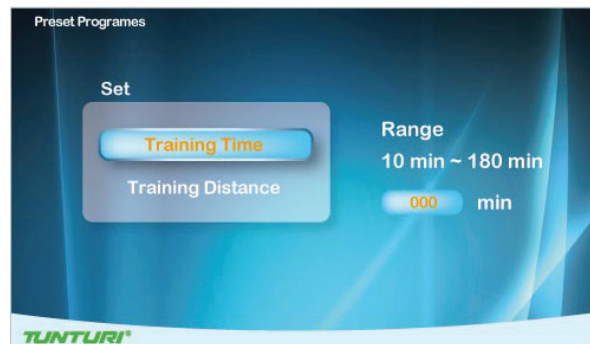 Preset Programes
Set
Training Time
Training Distance
Range
10 min ~ 180 min
000 min
TUNTURI®